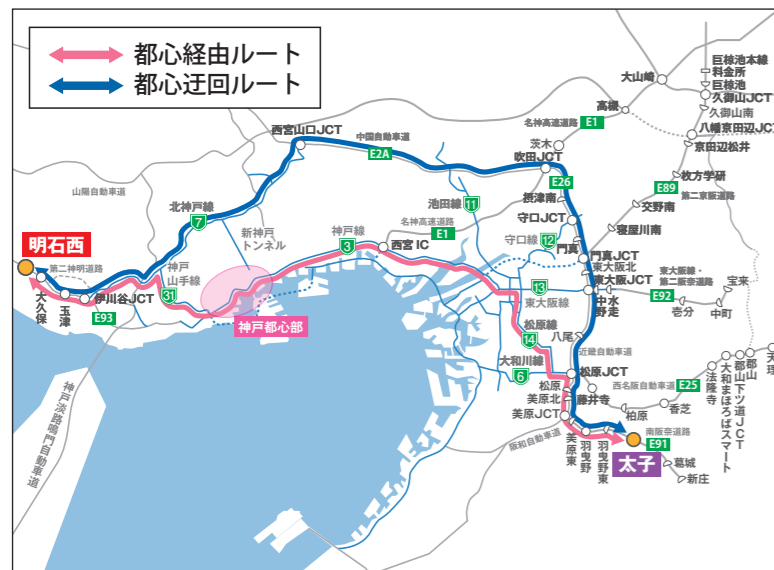 都心経由ルート
都心迂回ルート
巨椋池本線
料金所
巨椋池
大山崎
久御山JCT
久御山南
高槻
名神高速道路
E1
八幡京田辺JCT
京田辺松井
茨木
西宮山口JCT
中国自動車道
E2A
吹田JCT
E26
枚方学研
E89
第二京阪道路
交野南
寝屋川南
摂津南
守口JCT
池田線
11
山陽自動車道
北神戸線
7
新神戸
トンネル
神戸線
3
名神高速道路
E1
西宮 IC
守口線
12
門真
門真JCT
東大阪北
東大阪JCT
東大阪線・
第二阪奈道路
E92
宝来
中町
壱分
水走
中野
13
東大阪線
明石西
第二神明道路
神戸
山手線
31
大久保
玉津
伊川谷JCT
E93
神戸都心部
松原線
14
八尾
近畿自動車道
大和川線
6
松原JCT
松原
美原北
美原JCT
藤井寺
西名阪自動車道
E25
柏原
香芝
法隆寺
大和まほろばスマート
郡山下ツ道JCT
郡山
天理
阪和自動車道
美原東
羽曳野
羽曳野東
南阪奈道路
E91
太子
葛城
新庄
神戸淡路鳴門自動車道